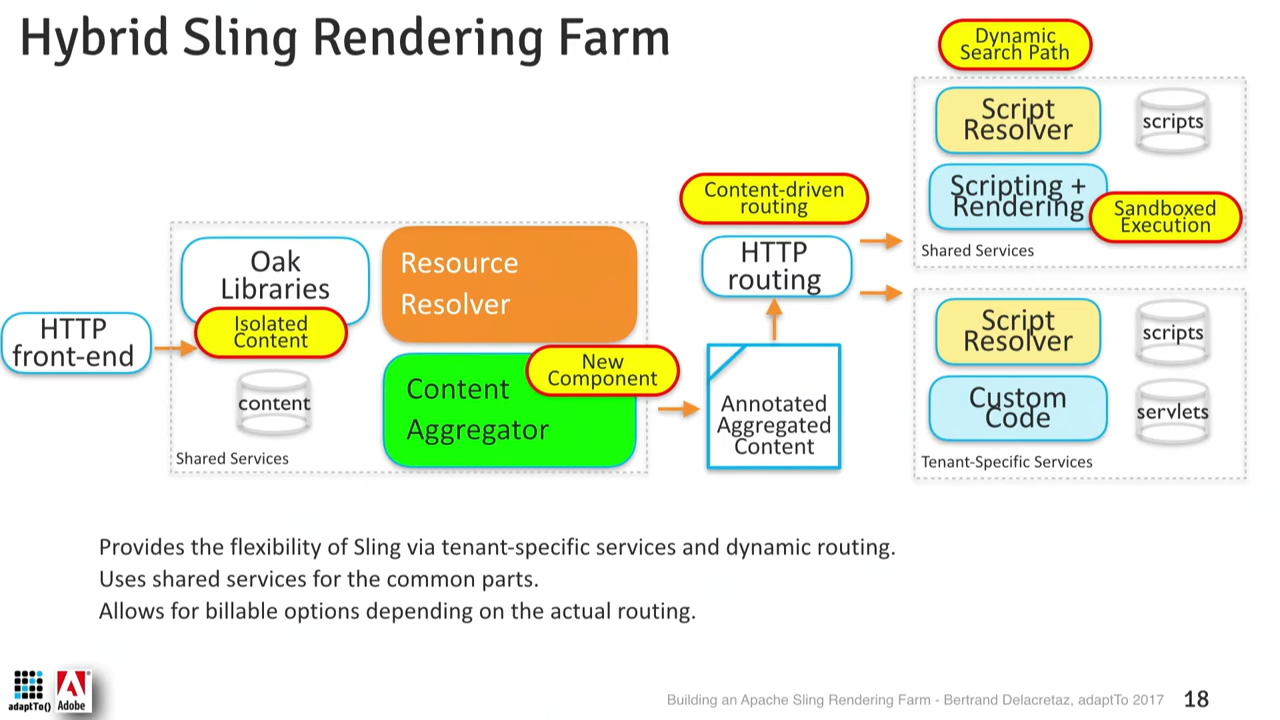 Hybrid Sling Rendering Farm
Dynamic
Search Path
Script
Resolver
scripts
Scripting +
Rendering
Sandboxed
Execution
Shared Services
Content-driven
routing
HTTP
routing
Oak
Libraries
Isolated
Content
content
Resource
Resolver
New
Component
Content
Aggregator
Shared Services
HTTP
front-end
Annotated
Aggregated
Content
Script
Resolver
scripts
Custom
Code
servlets
Tenant-Specific Services
Provides the flexibility of Sling via tenant-specific services and dynamic routing.
Uses shared services for the common parts.
Allows for billable options depending on the actual routing.
adaptTo()
Adobe
Building an Apache Sling Rendering Farm - Bertrand Delacretaz, adaptTo 2017
18